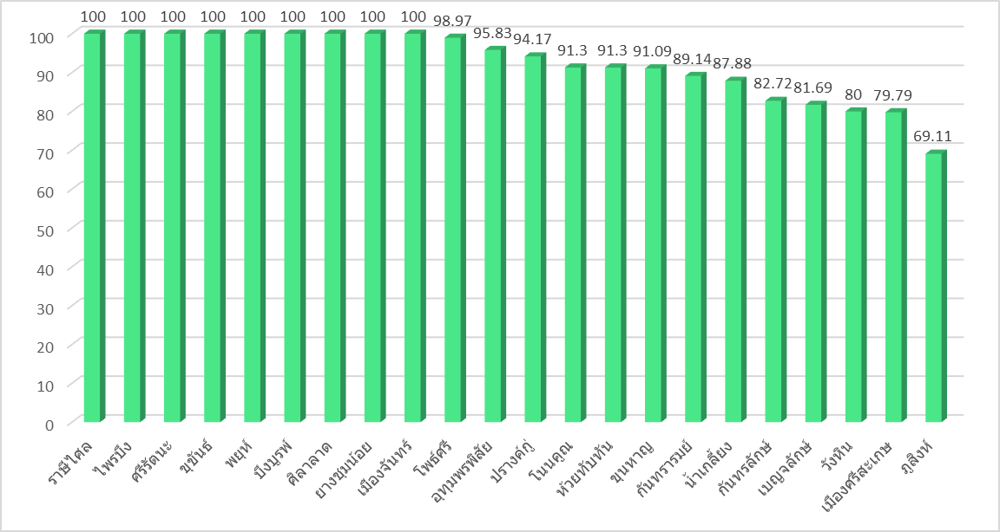 100 100 100 100 100 100 100 100 100 98.97 95.83 94.17 91.3 91.3 91.09 89.14 87.88 82.72 81.69 80 79.79 69.11
100
90
80
70
60
50
40
30
20
10
0
ราษีไศล
ไพรบึง
ศรีรัตนะ
ขุขันธ์
พยุห์
บึงบูรพ์
ศิลาลาด
ยางชุมน้อย
เมืองจันทร์
โพธิ์ศรี
อุทุมพรพิสัย
ปรางค์กู่
โนนคูณ
ห้วยทับทัน
ขุนหาญ
กันทรารมย์
น้ำเกลี้ยง
กันทรลักษ์
เบญจลักษ์
วังหิน
เมืองศรีสะเกษ
ภูสิงห์